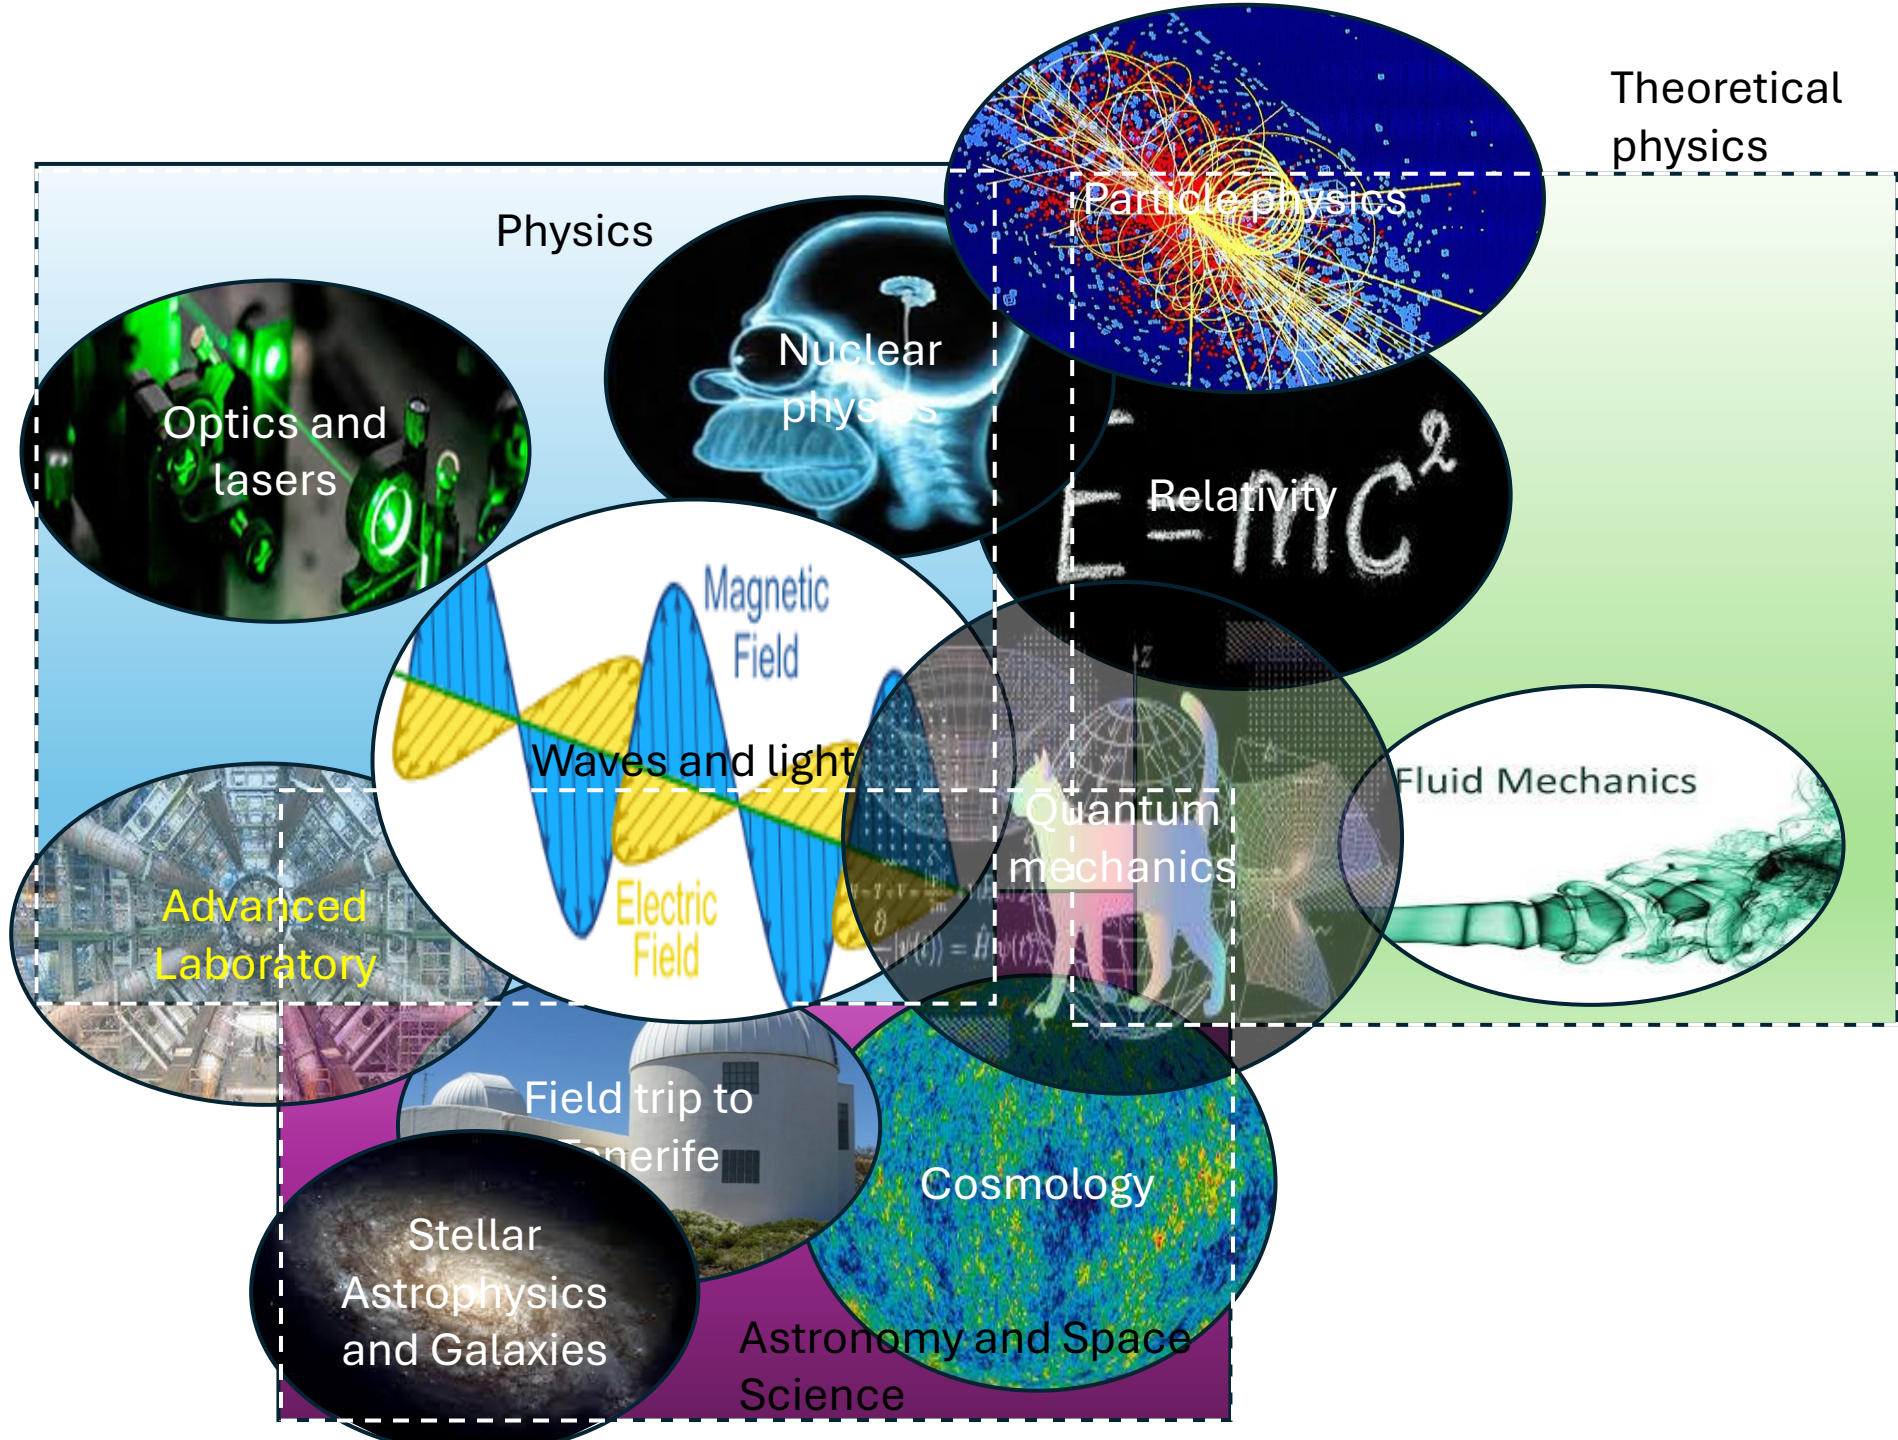 Theoretical
physics
Particle physics
Physics
Nuclear
physics
Optics and
lasers
E=mc²
Relativity
Magnetic
Field
z
Waves and light
Fluid Mechanics
Quantum
mechanics
Electric
Field
Advanced
Laboratory
Field trip to
Tenerife
Cosmology
Stellar
Astrophysics
and Galaxies
Astronomy and Space
Science